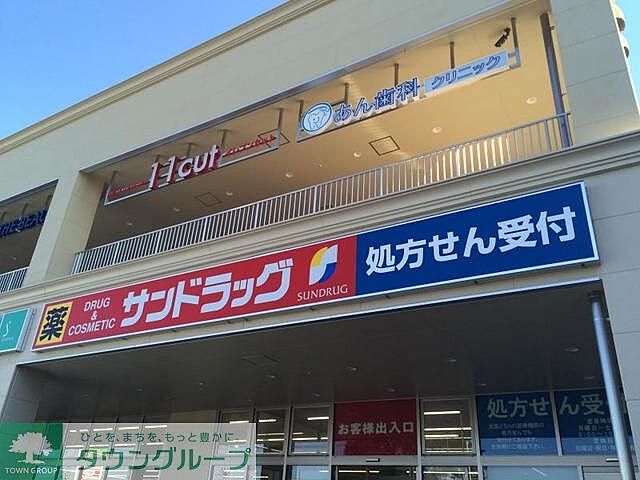 あん歯科 クリニック
11cut
THE BEA
薬 DRUG & COSMETIC サンドラッグ SUNDRUG 処方せん受付
S
お客様出入口
処方せん受付
ひとを、まちを、もっと豊かに
タウングループ
TOWN GROUP